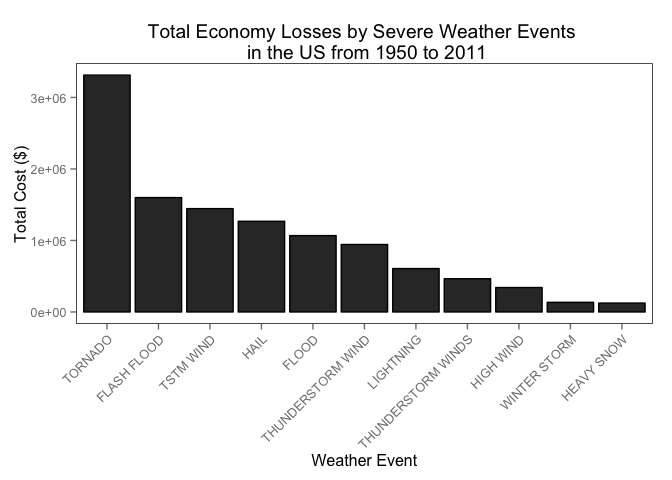 Total Economy Losses by Severe Weather Events
in the US from 1950 to 2011
Total Cost ($)
3e+06
2e+06
1e+06
0e+00
TORNADO
FLASH FLOOD
TSTM WIND
HAIL
FLOOD
THUNDERSTORM WIND
LIGHTNING
THUNDERSTORM WINDS
HIGH WIND
WINTER STORM
HEAVY SNOW
Weather Event